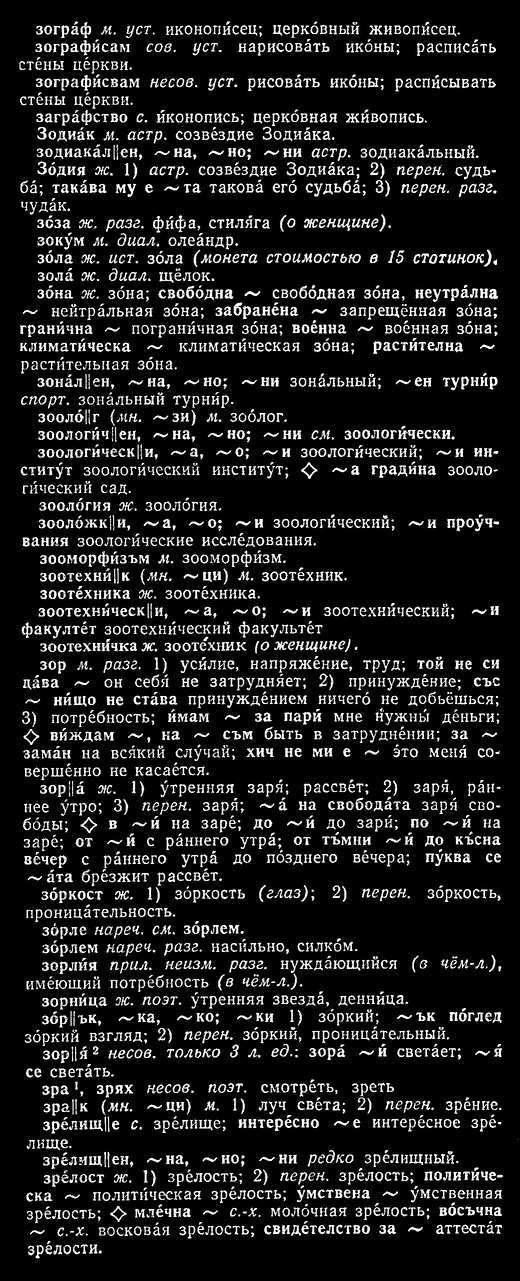 зогра́ф м. уст. иконопи́сец; церко́вный живопи́сец.
зографи́сам сов. уст. нарисова́ть ико́ны; расписа́ть
сте́ны це́ркви.
зографи́свам несов. уст. рисова́ть ико́ны; распи́сывать
сте́ны це́ркви.
загра́фство с. и́конопись; церко́вная жи́вопись.
Зодиа́к м. астр. созве́здие Зодиа́ка.
зодиака́л||ен, ~на, ~но; ~ни астр. зодиака́льный.
Зо́дия ж. 1) астр. созве́здие Зодиа́ка; 2) перен. судь-
ба́; така́ва му е ~та такова́ его́ судьба́; 3) перен. разг.
чуда́к.
зо́за ж. разг. фи́фа, стиля́га (о женщине).
зоку́м м. диал. олеа́ндр.
зо́ла ж. ист. зо́ла (монета стоимостью в 15 стотинок).
зола́ ж. диал. щёлок.
зо́на ж. зо́на; свобо́дна ~ свобо́дная зо́на, неутра́лна
~ нейтра́льная зо́на; забране́на ~ запрещённая зо́на;
грани́чна ~ пограни́чная зо́на; вое́нна ~ вое́нная зо́на;
климати́ческа ~ климати́ческая зо́на; расти́телна ~
расти́тельная зо́на.
зона́л||ен, ~на, ~но; ~ни зона́льный; ~ен турни́р
спорт. зона́льный турни́р.
зооло́||г (мн. ~зи) м. зоо́лог.
зоологи́ч||ен, ~на, ~но; ~ни см. зоологи́чески.
зоологи́ческ||и, ~а, ~о; ~и зоологи́ческий; ~и ин-
ститу́т зоологи́ческий институ́т; ◇ ~а гради́на зооло-
ги́ческий сад.
зооло́гия ж. зооло́гия.
зооло́жк||и, ~а, ~о; ~и зоологи́ческий; ~и проу́ч-
вания зоологи́ческие иссле́дования.
зооморфи́зъм м. зооморфи́зм.
зоотехни́||к (мн. ~ци) м. зооте́хник.
зооте́хника ж. зооте́хника.
зоотехни́ческ||и, ~а, ~о; ~и зоотехни́ческий; ~и
факулте́т зоотехни́ческий факульте́т
зоотехни́чка ж. зооте́хник (о женщине).
зор м. разг. 1) уси́лие, напряже́ние, труд; той не си
да́ва ~ он себя́ не затрудня́ет; 2) принужде́ние; със
~ ни́що не ста́ва принужде́нием ничего́ не добьёшься;
3) потре́бность; и́мам ~ за пари́ мне нужны́ де́ньги;
◇ ви́ждам ~, на ~ съм быть в затрудне́нии; за ~
зама́н на вся́кий слу́чай; хич не ми е ~ э́то меня́ со-
верше́нно не каса́ется.
зор||а́ ж. 1) у́тренняя заря́; рассве́т; 2) заря́, ра́н-
нее у́тро; 3) перен. заря́; ~а́ на свобо́дата заря́ сво-
бо́ды; ◇ в ~и́ на заре́; до ~и́ до зари́; по ~и́ на
заре́; от ~и́ с ра́ннего утра́; от тъ́мни ~и́ до къ́сна
ве́чер с ра́ннего утра́ до по́зднего ве́чера; пу́ква се
~а́та бре́зжит рассве́т.
зо́ркост ж. 1) зо́ркость (глаз); 2) перен. зо́ркость,
проница́тельность.
зо́рле нареч. см. зо́рлем.
зо́рлем нареч. разг. наси́льно, силко́м.
зорли́я прил. неизм. разг. нужда́ющийся (в чём-л.),
име́ющий потре́бность (в чём-л.).
зорни́ца ж. поэт. у́тренняя звезда́, денни́ца.
зо́р||ък, ~ка, ~ко; ~ки 1) зо́ркий; ~ък по́глед
зо́ркий взгляд; 2) перен. зо́ркий, проница́тельный.
зор||я́² несов. только 3 л. ед.: зора́ ~и́ света́ет; ~я́
се света́ть.
зра¹, зрях несов. поэт. смотре́ть, зреть
зра||к (мн. ~ци) м. 1) луч све́та; 2) перен. зре́ние.
зре́лищ||е с. зре́лище; интере́сно ~е интере́сное зре́-
лище.
зре́лищ||ен, ~на, ~но; ~ни редко зре́лищный.
зре́лост ж. 1) зре́лость; 2) перен. зре́лость; полити́че-
ска ~ полити́ческая зре́лость; у́мствена ~ у́мственная
зре́лость; ◇ мле́чна ~ с.-х. моло́чная зре́лость; во́съчна
~ с.-х. воскова́я зре́лость; свиде́телство за ~ аттеста́т
зре́лости.